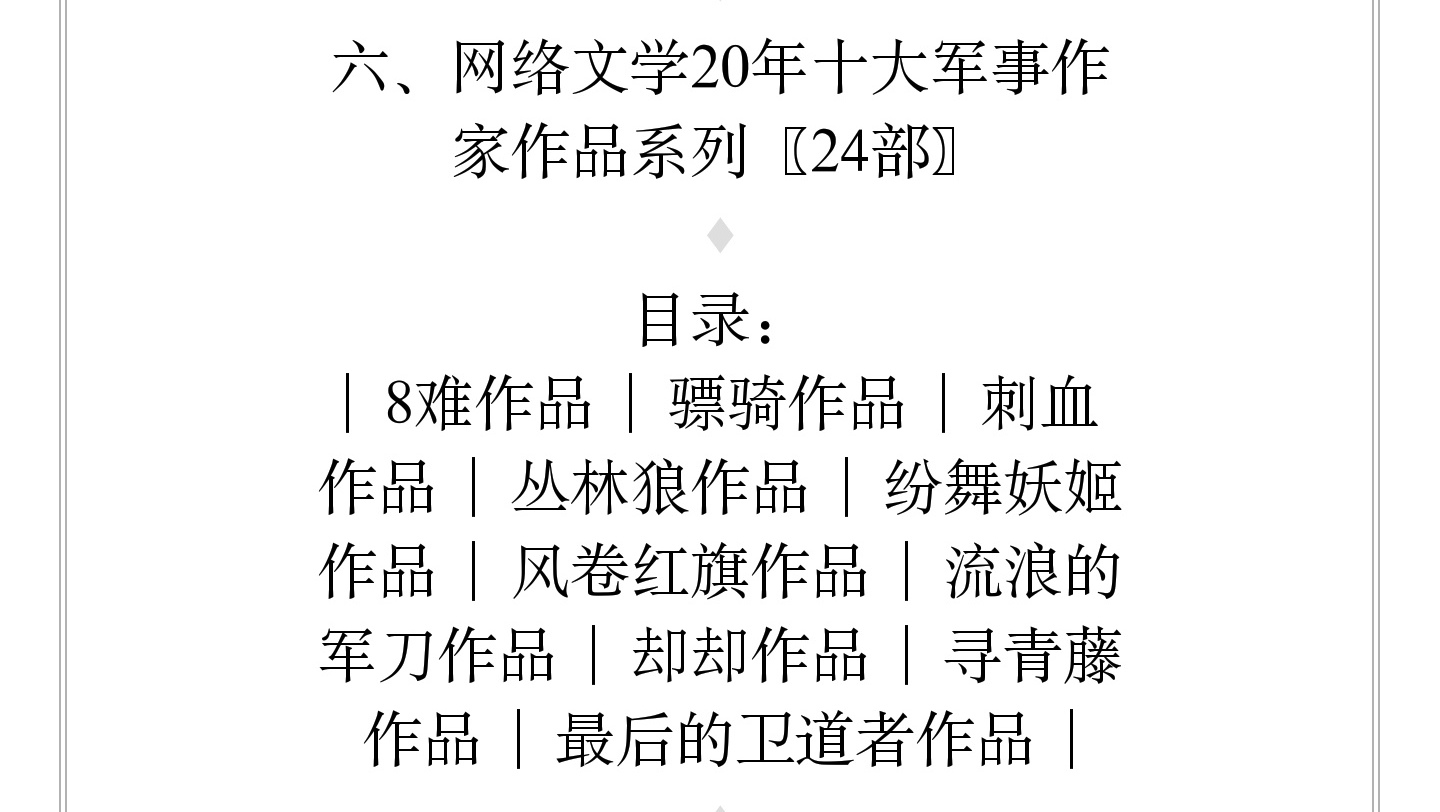 六、网络文学20年十大军事作
家作品系列〖24部〗
目录：
｜8难作品｜骠骑作品｜刺血
作品｜丛林狼作品｜纷舞妖姬
作品｜风卷红旗作品｜流浪的
军刀作品｜却却作品｜寻青藤
作品｜最后的卫道者作品｜